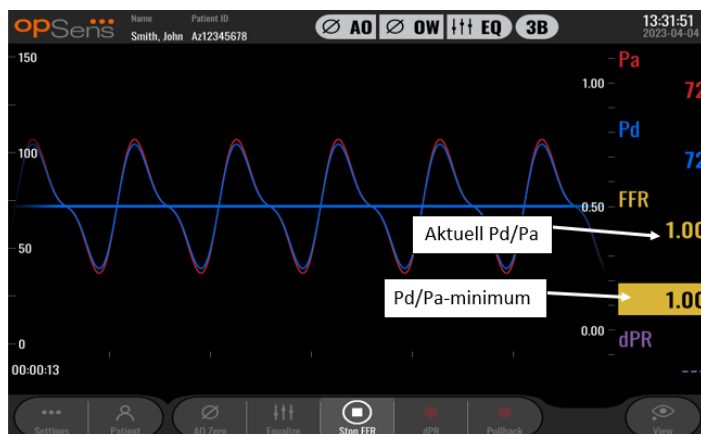 opSens
Name
Patient ID
Smith, John
Az12345678
Ø AO
Ø OW
EQ
3B
13:31:51
2023-04-04
150
100
50
0
1.00
0.50
0.00
Pa
72
Pd
72
FFR
Aktuell Pd/Pa
1.00
Pd/Pa-minimum
1.00
dPR
--
00:00:13
Settings
Patient
AO Zero
Equalize
Stop FFR
dPR
Pullback
View